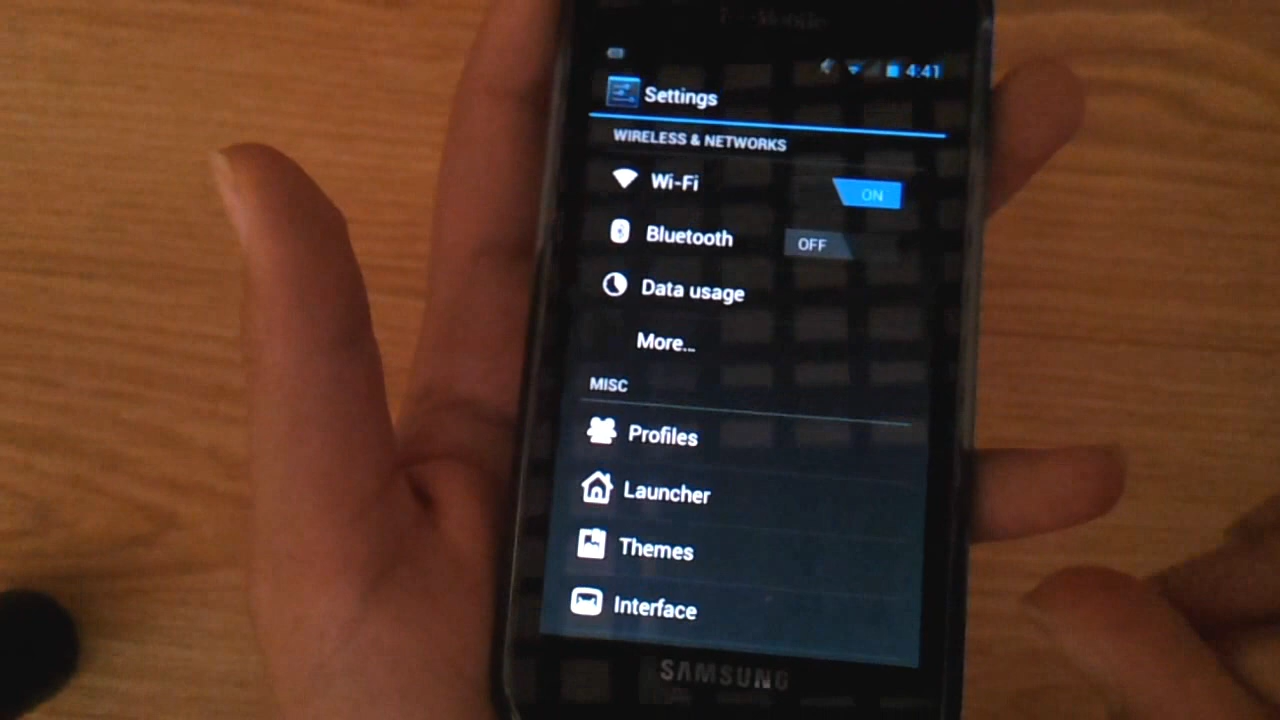 T-Mobile
4:41
Settings
WIRELESS & NETWORKS
Wi-Fi
ON
Bluetooth
OFF
Data usage
More...
MISC
Profiles
Launcher
Themes
Interface
SAMSUNG